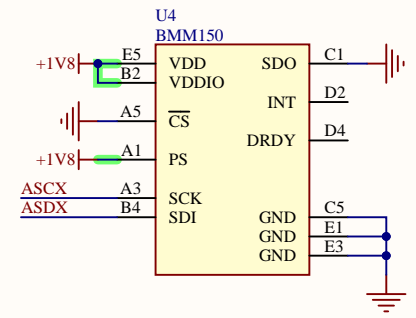 U4
BMM150
+1V8 E5 VDD SDO C1
B2 VDDIO
INT D2
A5 CS
DRDY D4
+1V8 A1 PS
ASCX A3 SCK
ASDX B4 SDI GND C5
GND E1
GND E3